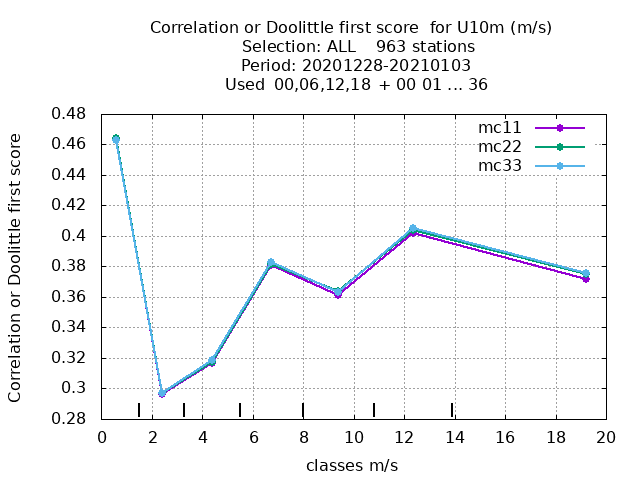 Correlation or Doolittle first score  for U10m (m/s)
Selection: ALL    963 stations
Period: 20201228-20210103
Used  00,06,12,18  + 00 01 ... 36
Correlation or Doolittle first score
0.48
0.46
0.44
0.42
0.4
0.38
0.36
0.34
0.32
0.3
0.28
mc11
mc22
mc33
0 2 4 6 8 10 12 14 16 18 20
classes m/s